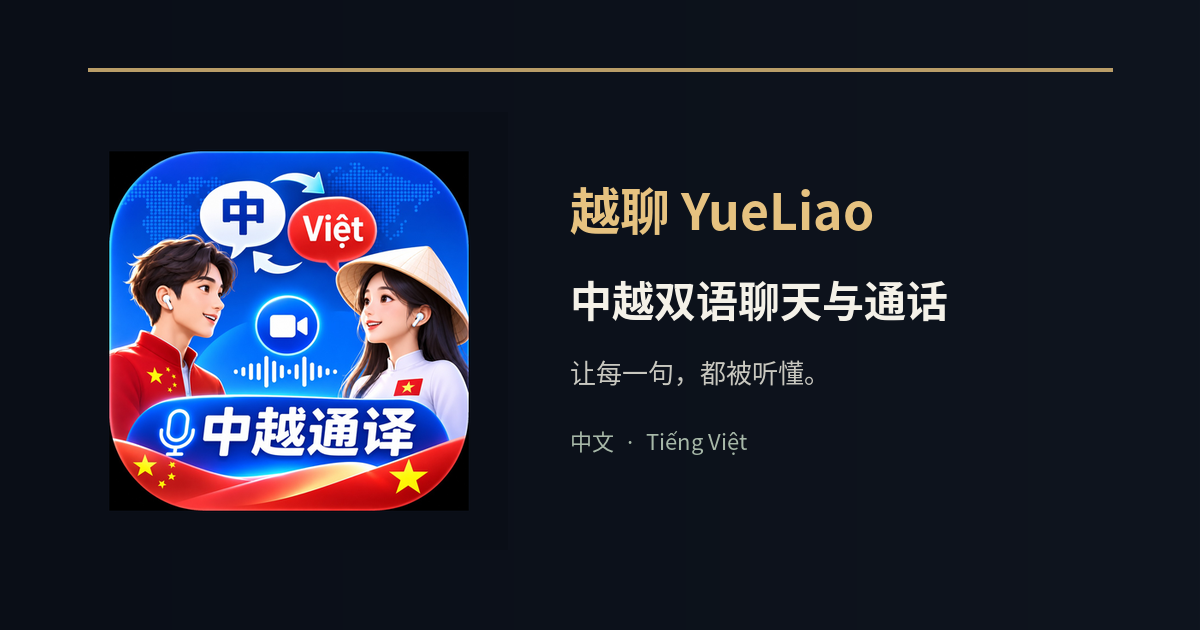 中
Việt
中越通译
越聊 YueLiao
中越双语聊天与通话
让每一句，都被听懂。
中文 · Tiếng Việt